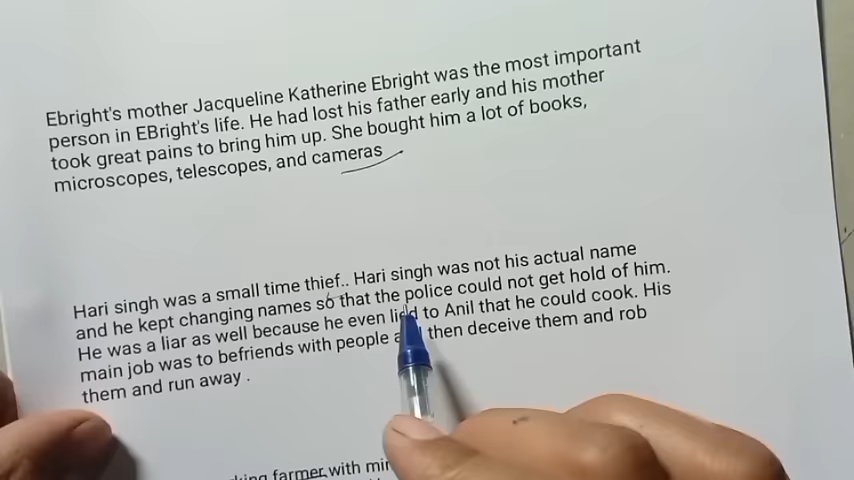 Ebright's mother Jacqueline Katherine Ebright was the most important
person in EBright's life. He had lost his father early and his mother
took great pains to bring him up. She bought him a lot of books,
microscopes, telescopes, and cameras
Hari singh was a small time thief.. Hari singh was not his actual name
and he kept changing names so that the police could not get hold of him.
He was a liar as well because he even lied to Anil that he could cook. His
main job was to befriends with people then deceive them and rob
them and run away .
farmer with